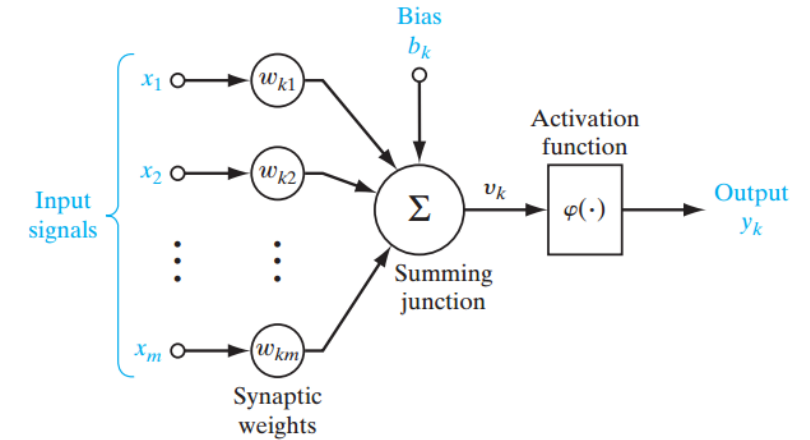 Bias
b_k
x_1
w_k1
Activation
function
x_2
w_k2
Input
signals
Σ
v_k
φ(·)
Output
y_k
Summing
junction
x_m
w_km
Synaptic
weights